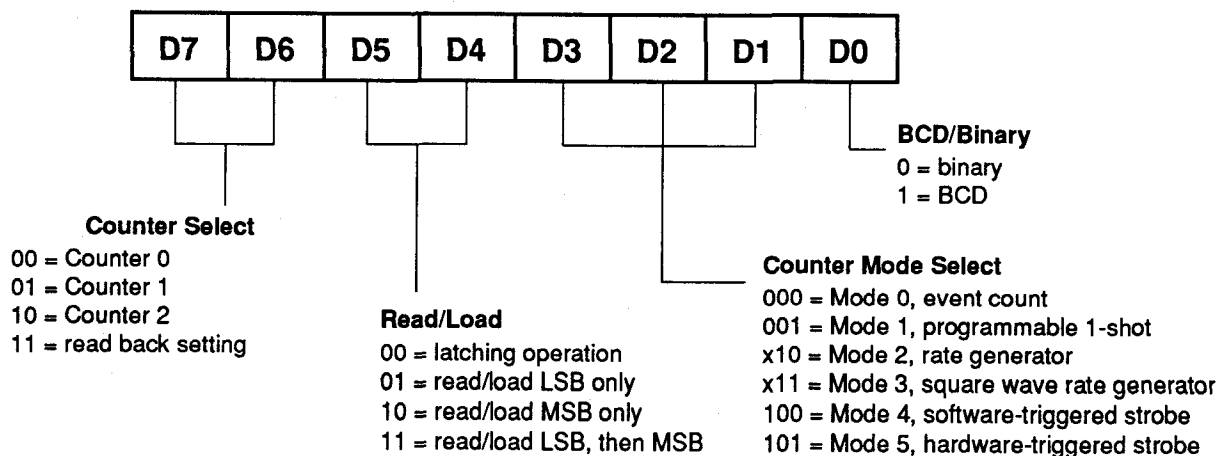 D7 D6 D5 D4 D3 D2 D1 D0
BCD/Binary
0 = binary
1 = BCD
Counter Select
00 = Counter 0
01 = Counter 1
10 = Counter 2
11 = read back setting
Read/Load
00 = latching operation
01 = read/load LSB only
10 = read/load MSB only
11 = read/load LSB, then MSB
Counter Mode Select
000 = Mode 0, event count
001 = Mode 1, programmable 1-shot
x10 = Mode 2, rate generator
x11 = Mode 3, square wave rate generator
100 = Mode 4, software-triggered strobe
101 = Mode 5, hardware-triggered strobe